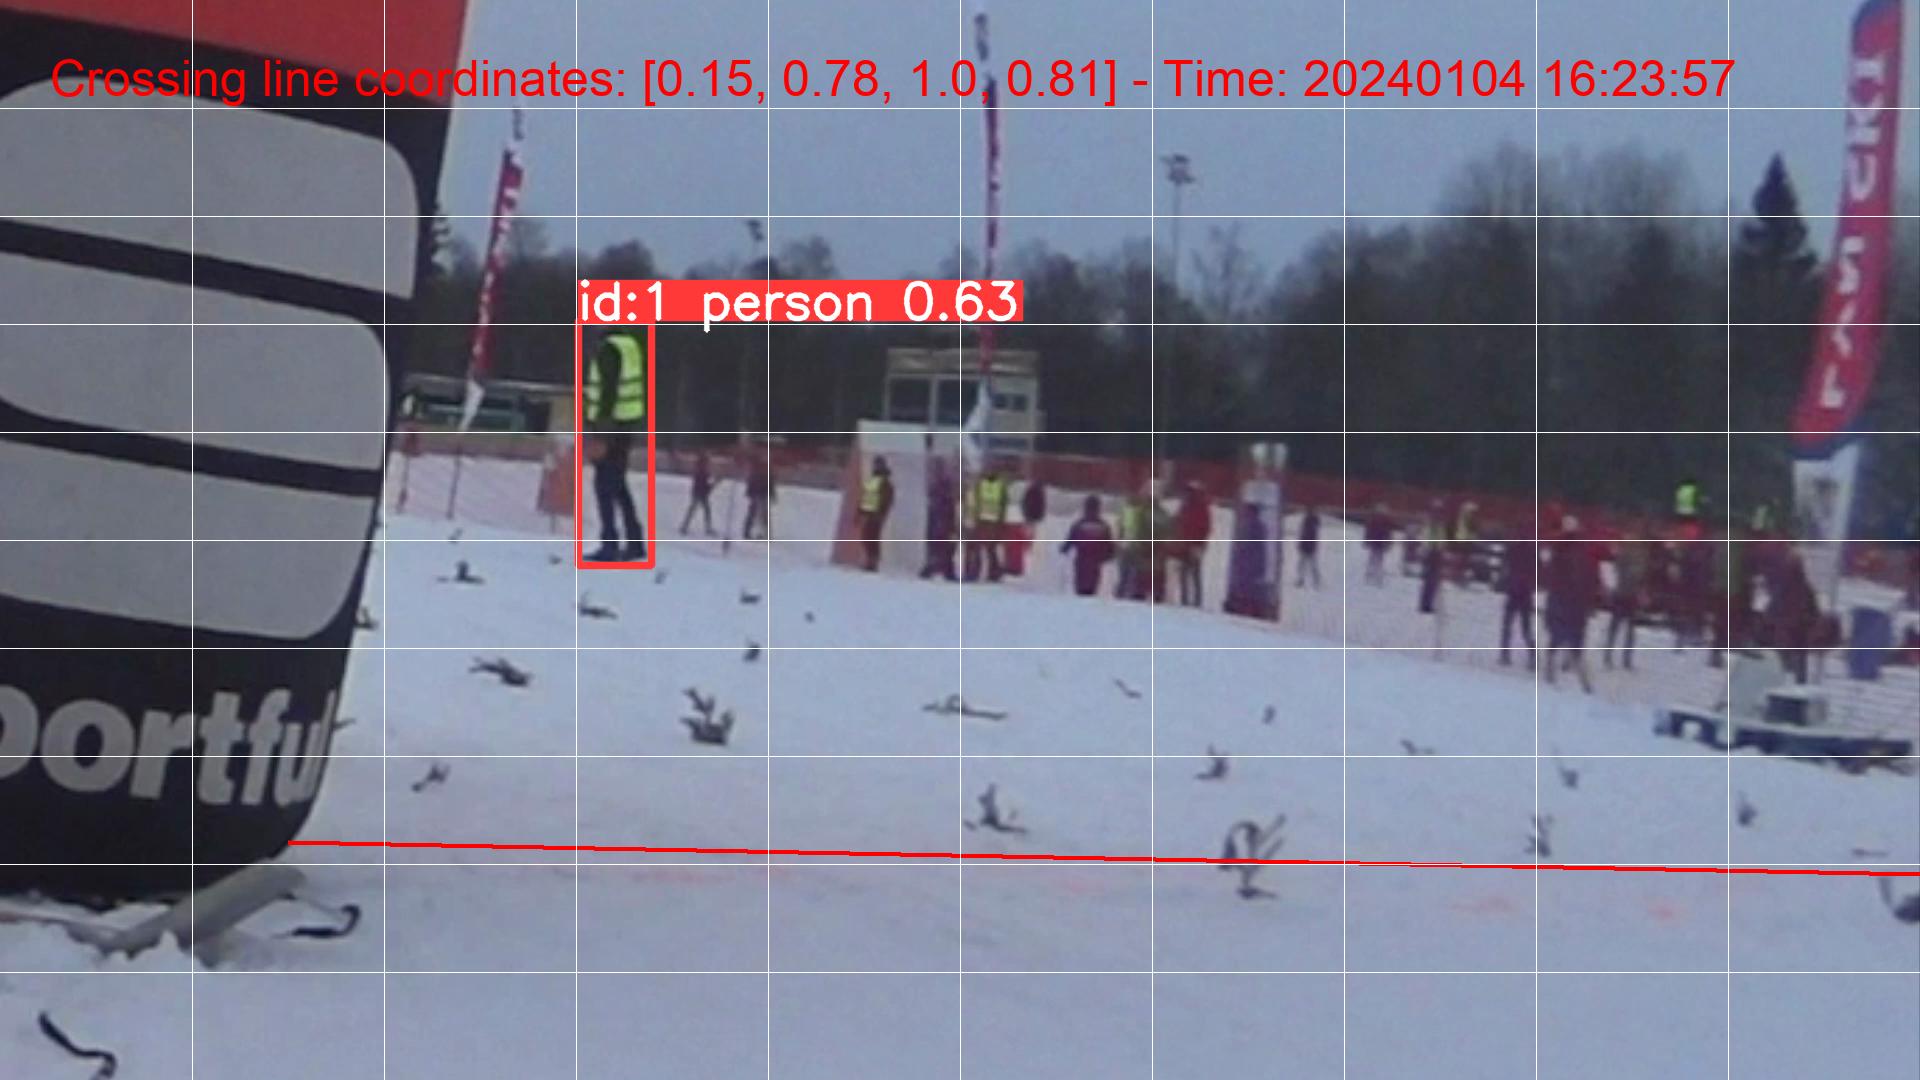 Crossing line coordinates: [0.15, 0.78, 1.0, 0.81] - Time: 20240104 16:23:57
id:1 person 0.63
portful